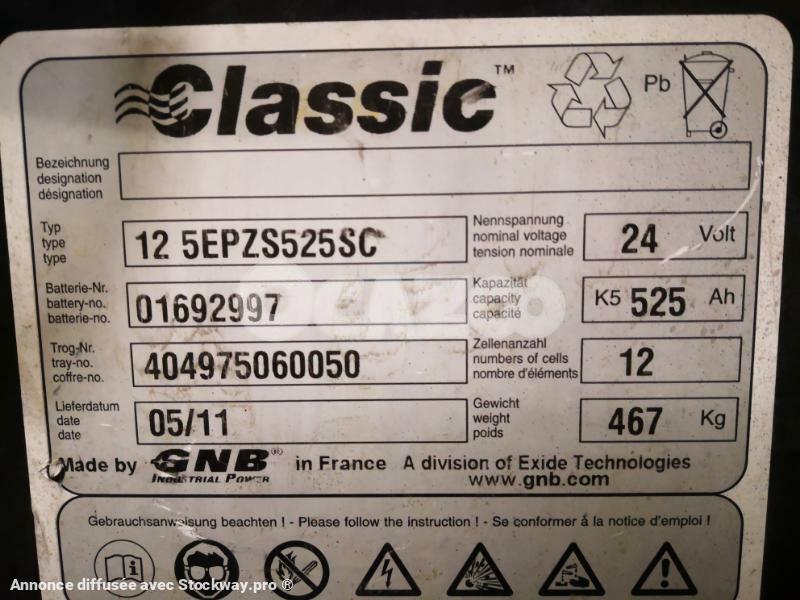 Classic™
Pb
Bezeichnung
designation
désignation
Typ
type
type
12 5EPZS525SC
Nennspannung
nominal voltage
tension nominale
24 Volt
Batterie-Nr.
battery-no.
batterie-no.
01692997
Kapazität
capacity
capacité
K5 525 Ah
Trog-Nr.
tray-no.
coffre-no.
404975060050
Zellenanzahl
numbers of cells
nombre d'éléments
12
Lieferdatum
date
date
05/11
Gewicht
weight
poids
467 Kg
Made by GNB® in France A division of Exide Technologies
INDUSTRIAL POWER
www.gnb.com
Gebrauchsanweisung beachten ! - Please follow the instruction ! - Se conformer à la notice d'emploi !
OCAZOO
Annonce diffusée avec Stockway.pro ®